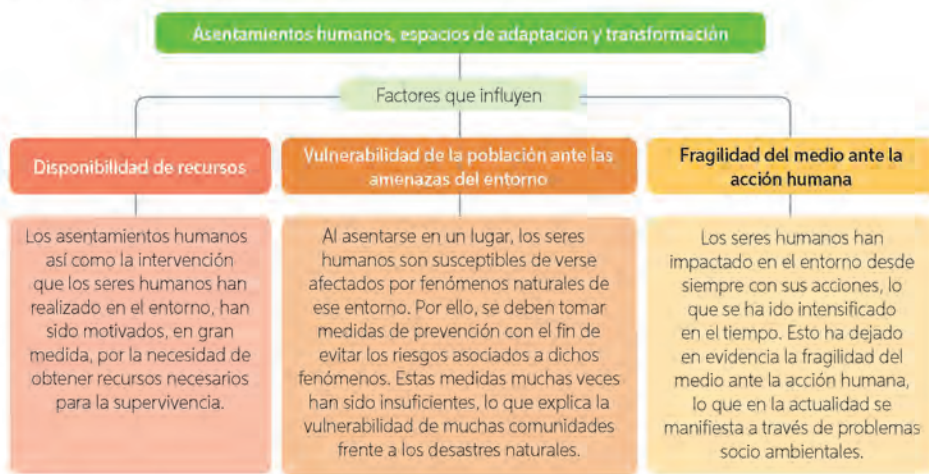 Asentamientos humanos, espacios de adaptación y transformación
Factores que influyen
Disponibilidad de recursos
Los asentamientos humanos
así como la intervención
que los seres humanos han
realizado en el entorno, han
sido motivados, en gran
medida, por la necesidad de
obtener recursos necesarios
para la supervivencia.
Vulnerabilidad de la población ante las
amenazas del entorno
Al asentarse en un lugar, los seres
humanos son susceptibles de verse
afectados por fenómenos naturales de
ese entorno. Por ello, se deben tomar
medidas de prevención con el fin de
evitar los riesgos asociados a dichos
fenómenos. Estas medidas muchas veces
han sido insuficientes, lo que explica la
vulnerabilidad de muchas comunidades
frente a los desastres naturales.
Fragilidad del medio ante la
acción humana
Los seres humanos han
impactado en el entorno desde
siempre con sus acciones, lo
que se ha ido intensificado
en el tiempo. Esto ha dejado
en evidencia la fragilidad del
medio ante la acción humana,
lo que en la actualidad se
manifiesta a través de problemas
socio ambientales.